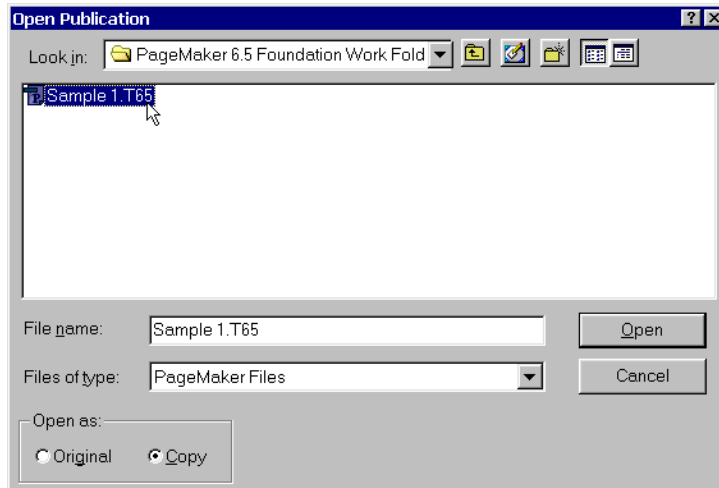 Open Publication
Look in: PageMaker 6.5 Foundation Work Fold
Sample 1.T65
File name: Sample 1.T65 Open
Files of type: PageMaker Files Cancel
Open as:
Original Copy